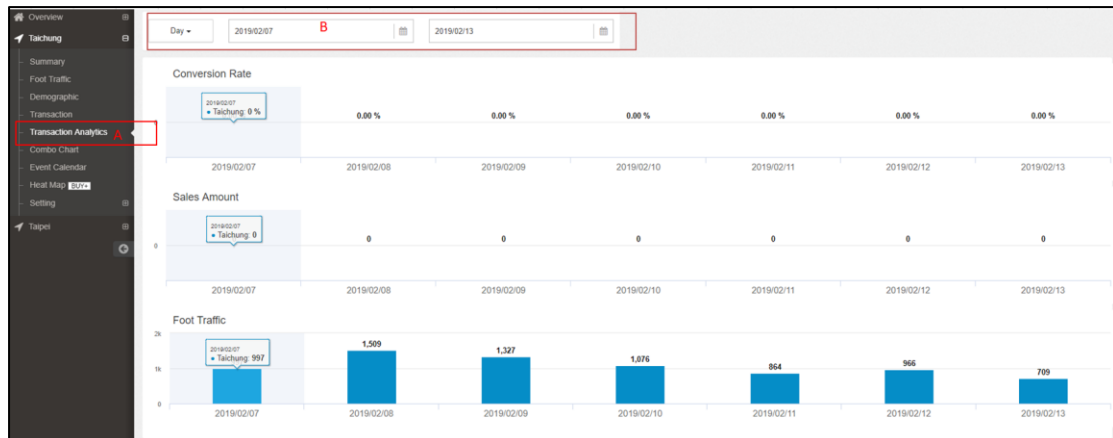 Overview
Taichung
Summary
Foot Traffic
Demographic
Transaction
Transaction Analytics A
Combo Chart
Event Calendar
Heat Map BUY+
Setting
Taipei
Day 2019/02/07 B 2019/02/13
Conversion Rate
2019/02/07
Taichung: 0 %
0.00 % 0.00 % 0.00 % 0.00 % 0.00 % 0.00 %
2019/02/07 2019/02/08 2019/02/09 2019/02/10 2019/02/11 2019/02/12 2019/02/13
Sales Amount
2019/02/07
Taichung: 0
0 0 0 0 0 0 0
2019/02/07 2019/02/08 2019/02/09 2019/02/10 2019/02/11 2019/02/12 2019/02/13
Foot Traffic
2k
2019/02/07
Taichung: 997
1,509 1,327 1,076 864 966 709
1k
0
2019/02/07 2019/02/08 2019/02/09 2019/02/10 2019/02/11 2019/02/12 2019/02/13